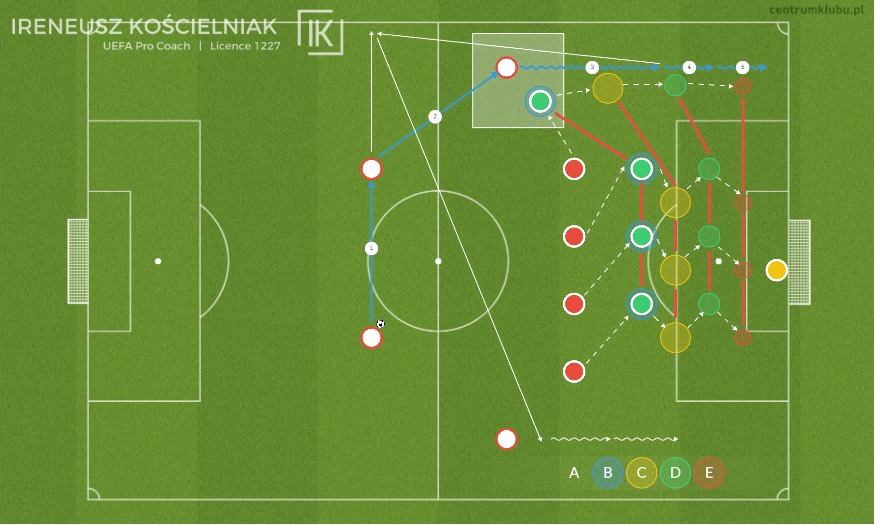 centrumklubu.pl
IRENEUSZ KOŚCIELNIAK
UEFA Pro Coach | Licence 1227
IK
3
4
5
2
1
A B C D E